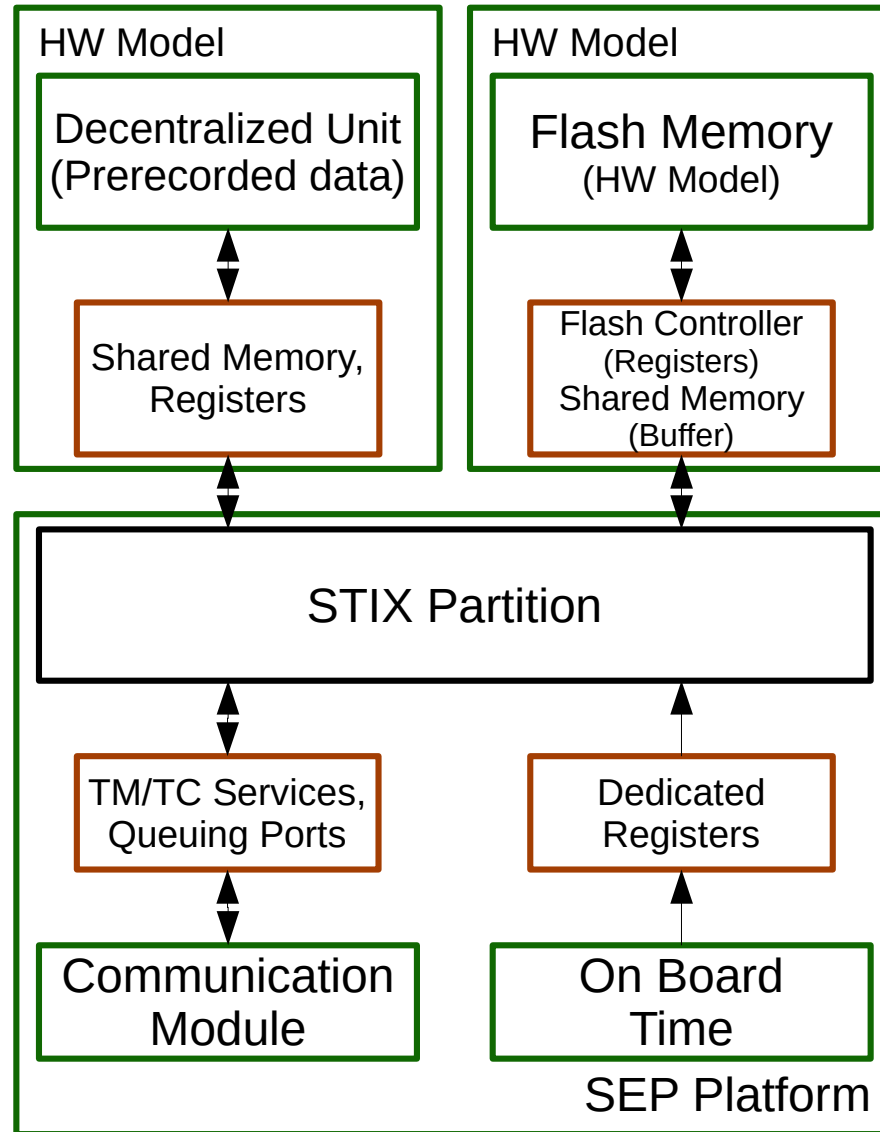 HW Model
Decentralized Unit
(Prerecorded data)
Shared Memory,
Registers
HW Model
Flash Memory
(HW Model)
Flash Controller
(Registers)
Shared Memory
(Buffer)
STIX Partition
TM/TC Services,
Queuing Ports
Dedicated
Registers
Communication
Module
On Board
Time
SEP Platform